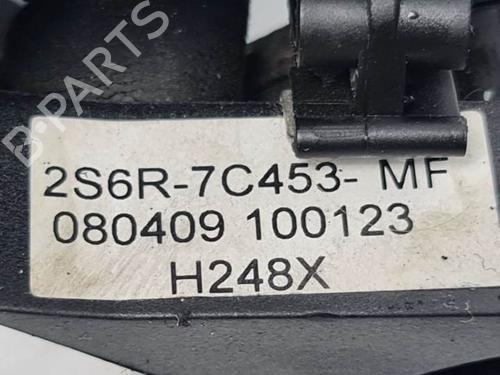 B-PARTS
2S6R-7C453- MF
080409 100123
H248X